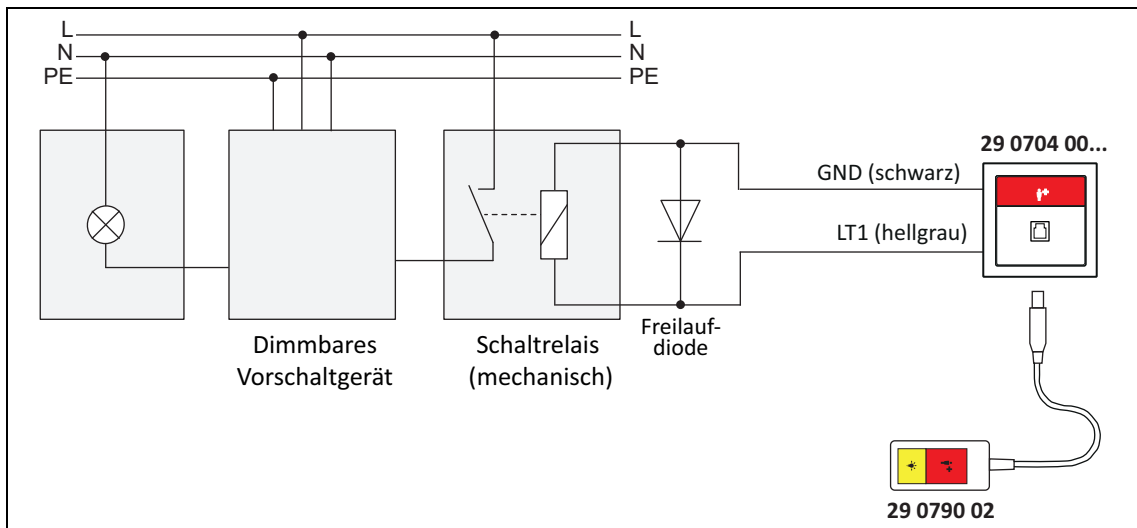 L L
N N
PE PE
29 0704 00...
GND (schwarz)
LT1 (hellgrau)
Dimmbares
Vorschaltgerät
Schaltrelais
(mechanisch)
Freilauf-
diode
29 0790 02